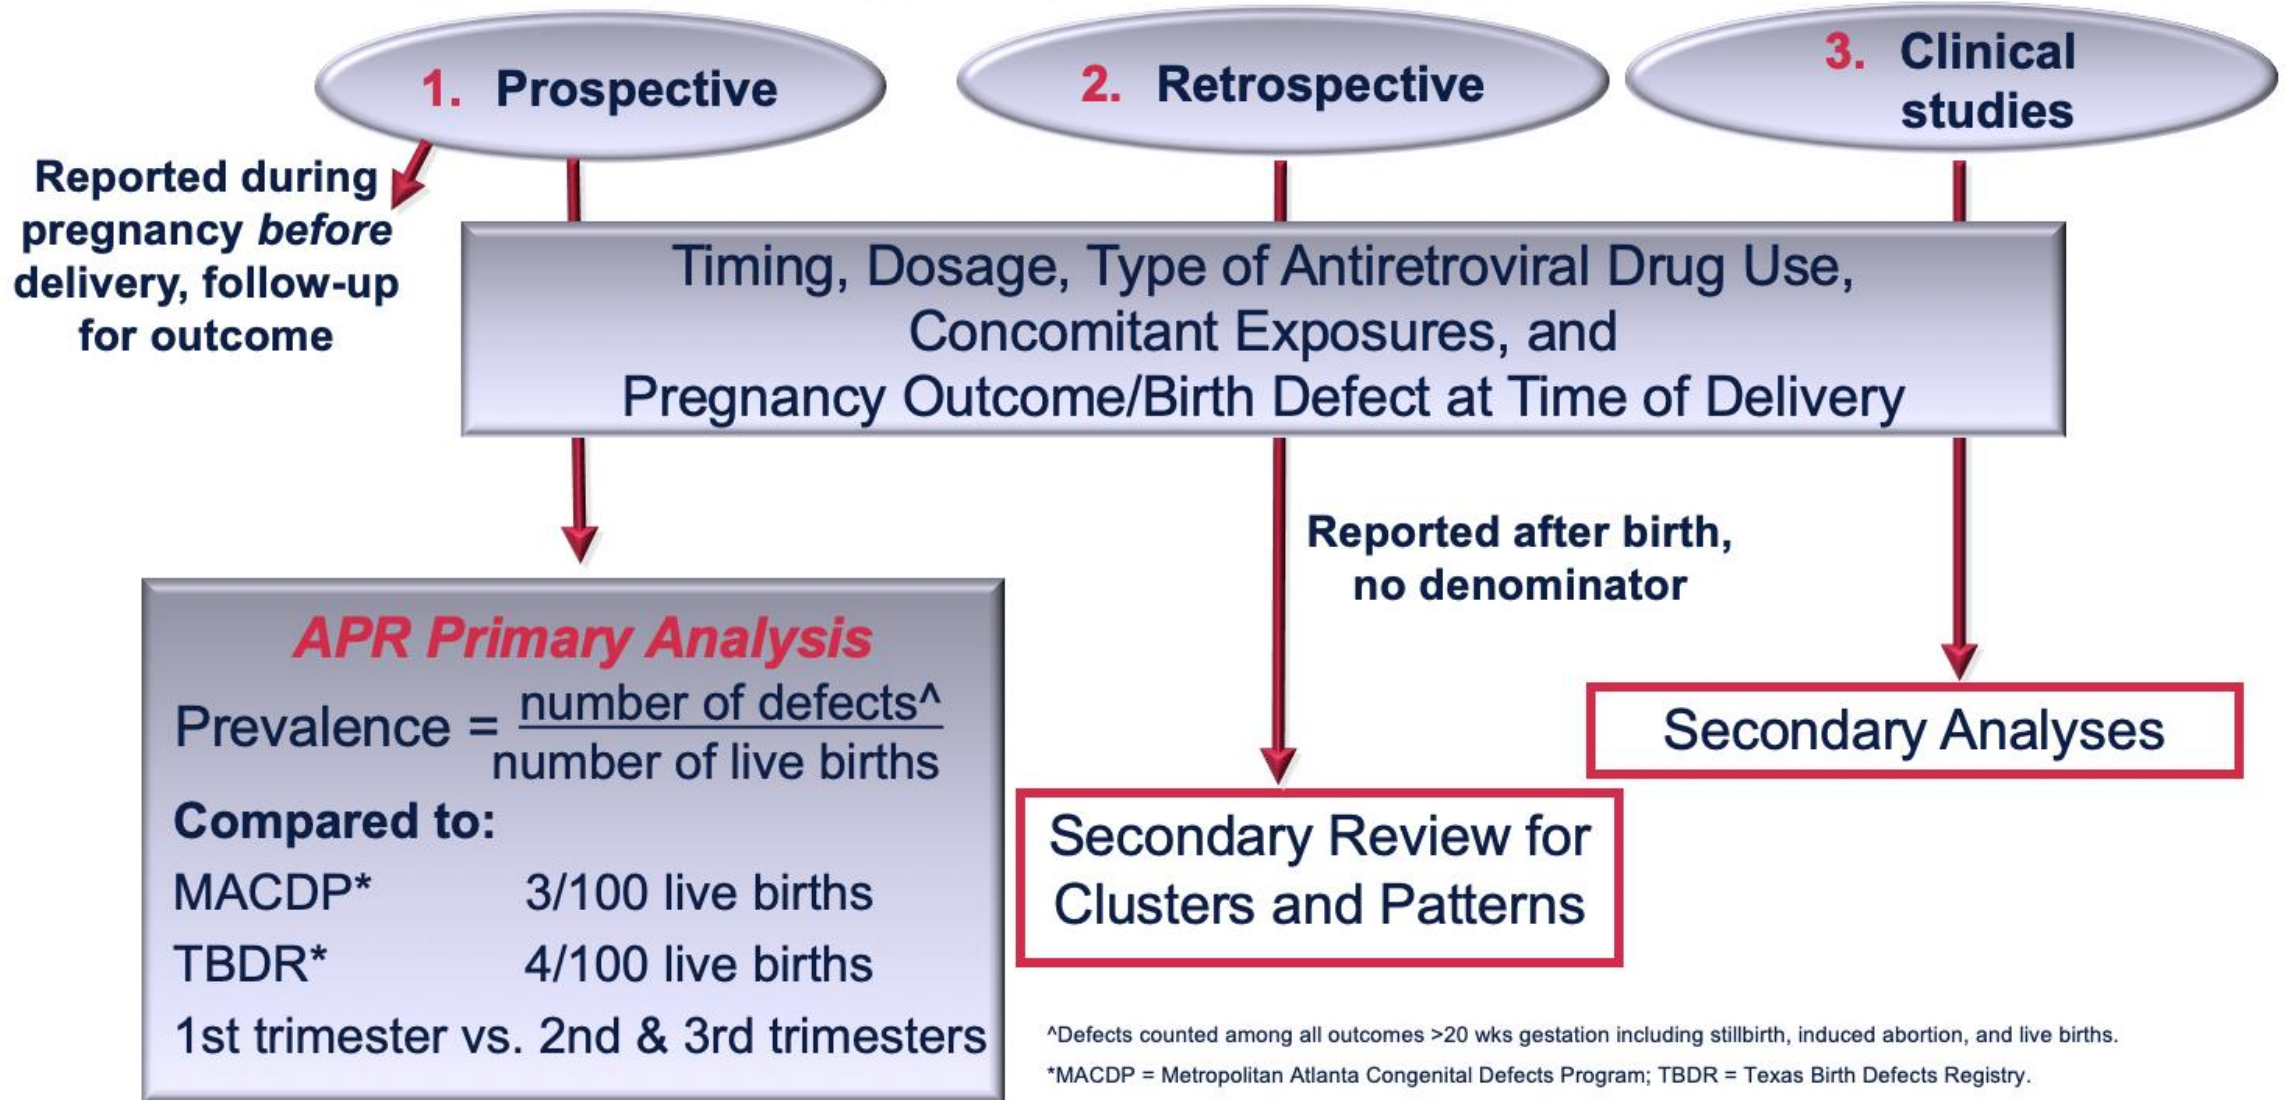 1. Prospective
2. Retrospective
3. Clinical
studies
Reported during
pregnancy before
delivery, follow-up
for outcome
Timing, Dosage, Type of Antiretroviral Drug Use,
Concomitant Exposures, and
Pregnancy Outcome/Birth Defect at Time of Delivery
Reported after birth,
no denominator
APR Primary Analysis
Prevalence = number of defects^
number of live births
Compared to:
MACDP* 3/100 live births
TBDR* 4/100 live births
1st trimester vs. 2nd & 3rd trimesters
Secondary Review for
Clusters and Patterns
Secondary Analyses
^Defects counted among all outcomes >20 wks gestation including stillbirth, induced abortion, and live births.
*MACDP = Metropolitan Atlanta Congenital Defects Program; TBDR = Texas Birth Defects Registry.